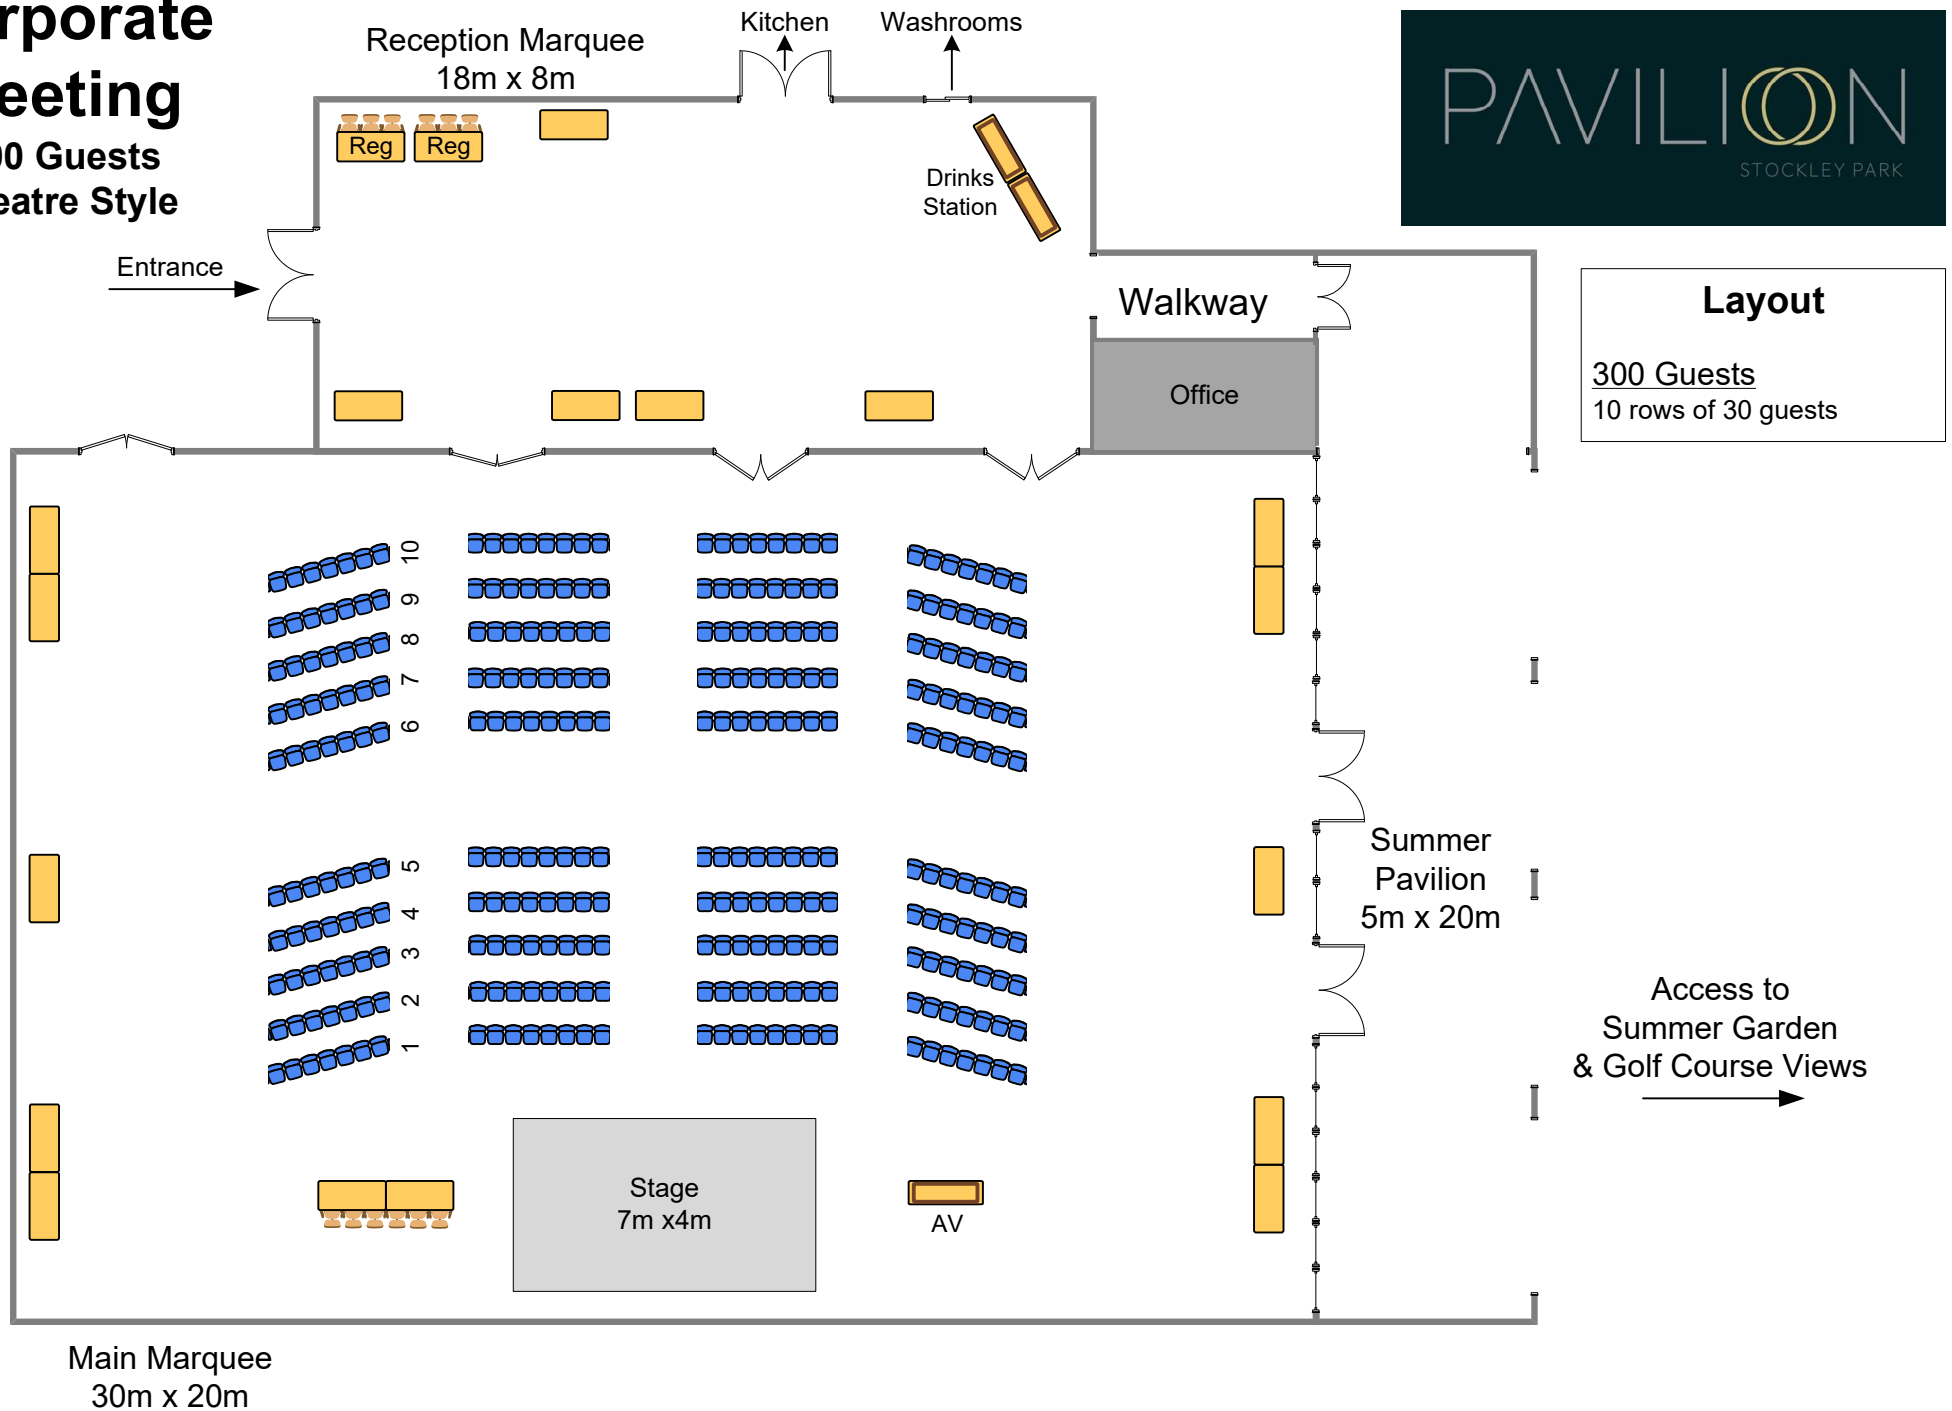 rporate
eeting
00 Guests
eatre Style
Reception Marquee
18m x 8m
Kitchen
Washrooms
PAVILION
STOCKLEY PARK
Reg
Reg
Drinks
Station
Entrance
Walkway
Layout
300 Guests
10 rows of 30 guests
Office
10
9
8
7
6
5
4
3
2
1
Summer
Pavilion
5m x 20m
Access to
Summer Garden
& Golf Course Views
Stage
7m x4m
AV
Main Marquee
30m x 20m